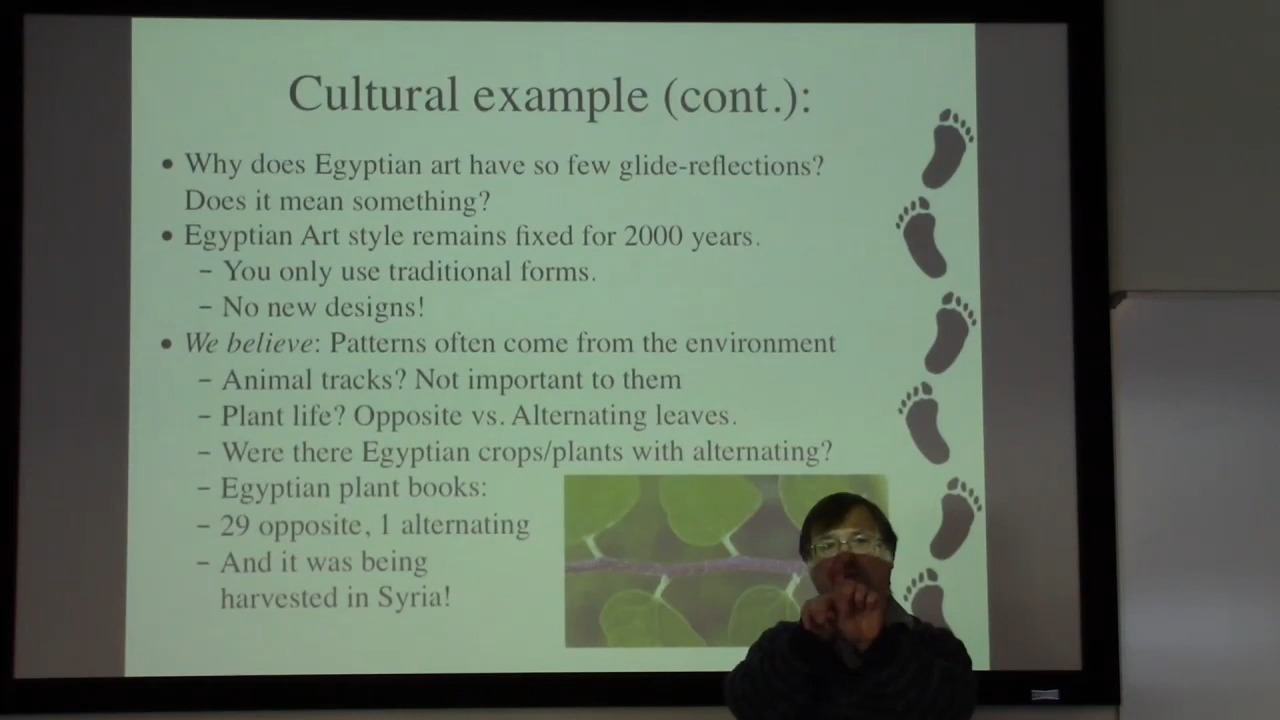 Cultural example (cont.):
• Why does Egyptian art have so few glide-reflections?
Does it mean something?
• Egyptian Art style remains fixed for 2000 years.
– You only use traditional forms.
– No new designs!
• We believe: Patterns often come from the environment
– Animal tracks? Not important to them
– Plant life? Opposite vs. Alternating leaves.
– Were there Egyptian crops/plants with alternating?
– Egyptian plant books:
– 29 opposite, 1 alternating
– And it was being
harvested in Syria!